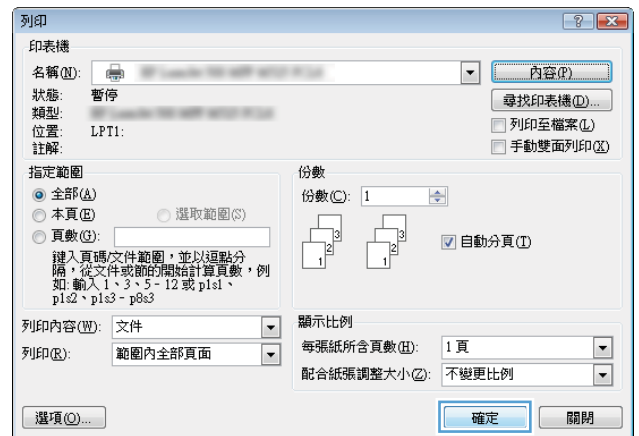 列印
印表機
名稱(N):
內容(P)
狀態: 暫停
尋找印表機(D)...
類型:
位置: LPT1:
列印至檔案(L)
註解:
手動雙面列印(X)
指定範圍
全部(A)
本頁(E) 選取範圍(S)
頁數(G):
鍵入頁碼/文件範圍,並以逗點分
隔,從文件或節的開始計算頁數,例
如: 輸入 1、3、5-12 或 p1s1、
p1s2、p1s3-p8s3
份數
份數(C): 1
3 3
2 2
1 1
自動分頁(T)
列印內容(W): 文件
列印(R): 範圍內全部頁面
顯示比例
每張紙所含頁數(H): 1 頁
配合紙張調整大小(Z): 不變更比例
選項(O)...
確定 關閉